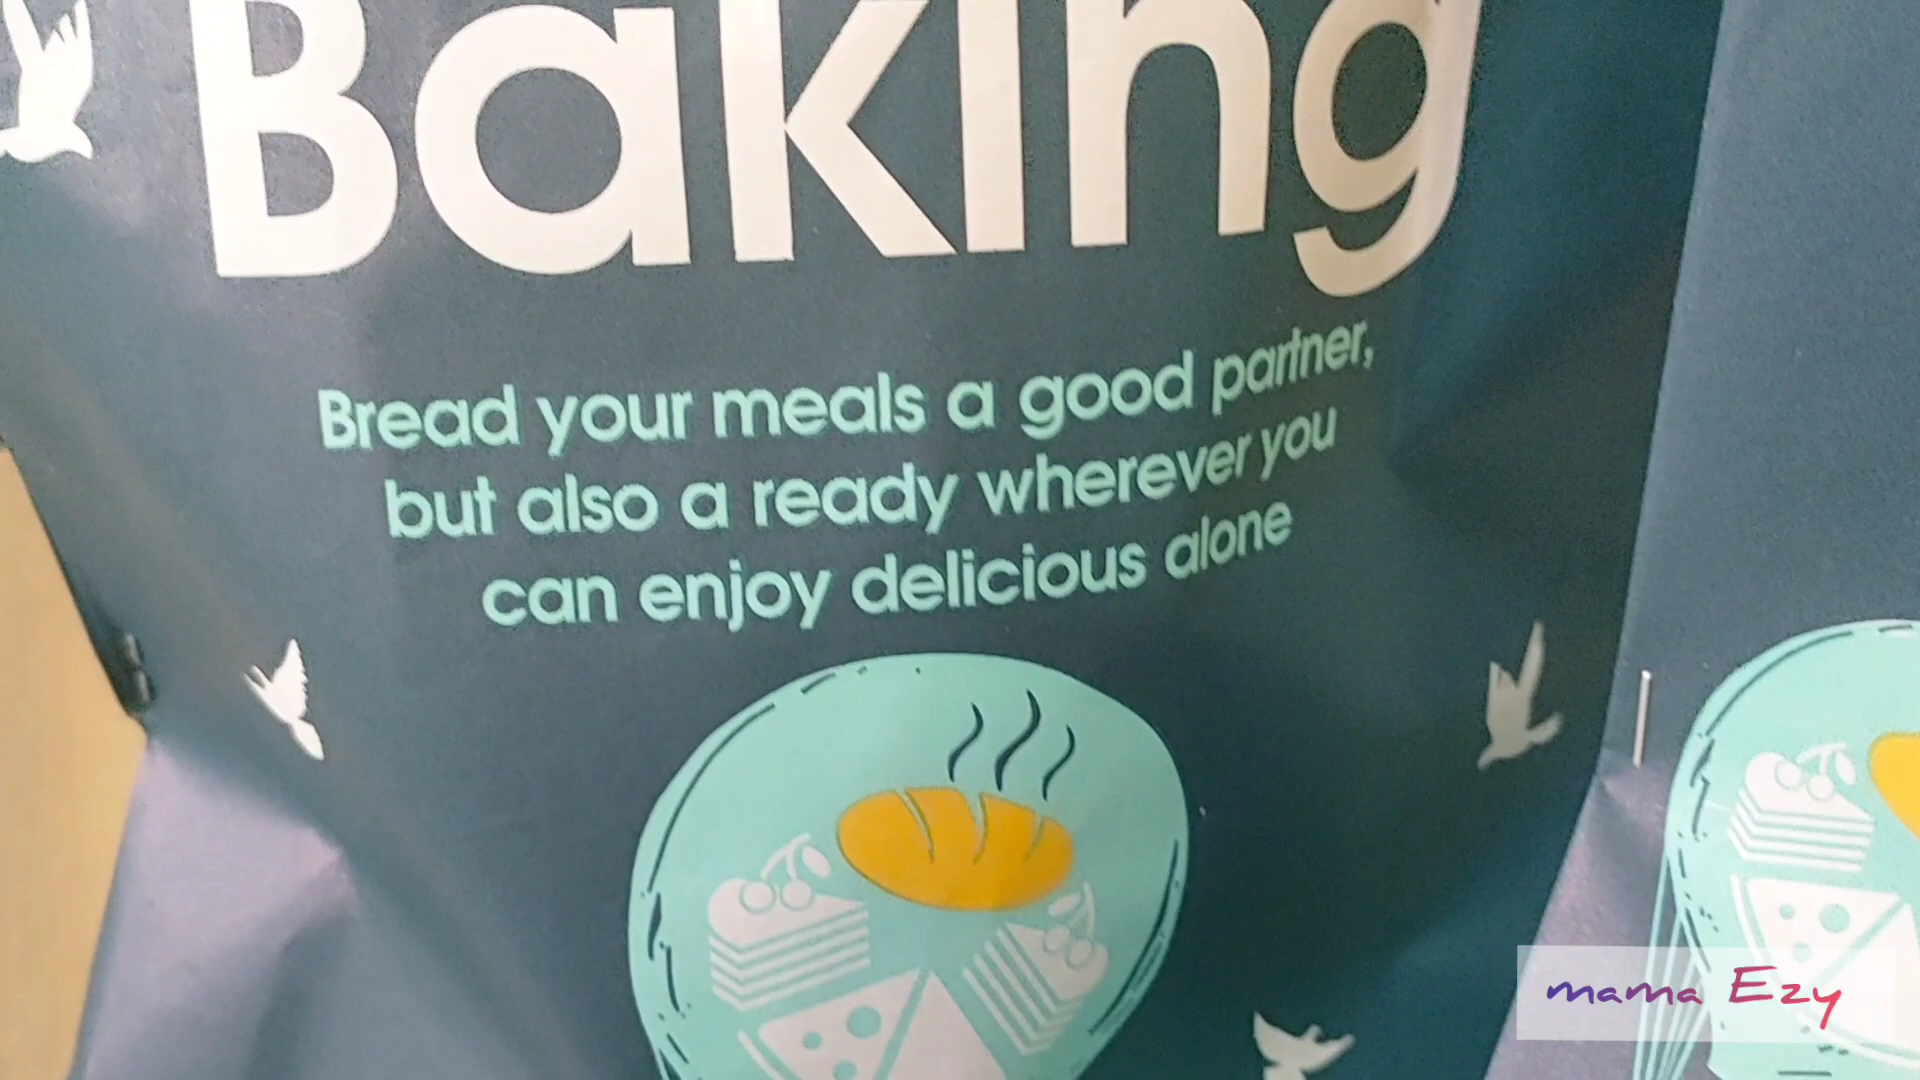 Baking
Bread your meals a good partner,
but also a ready wherever you
can enjoy delicious alone
mama Ezy